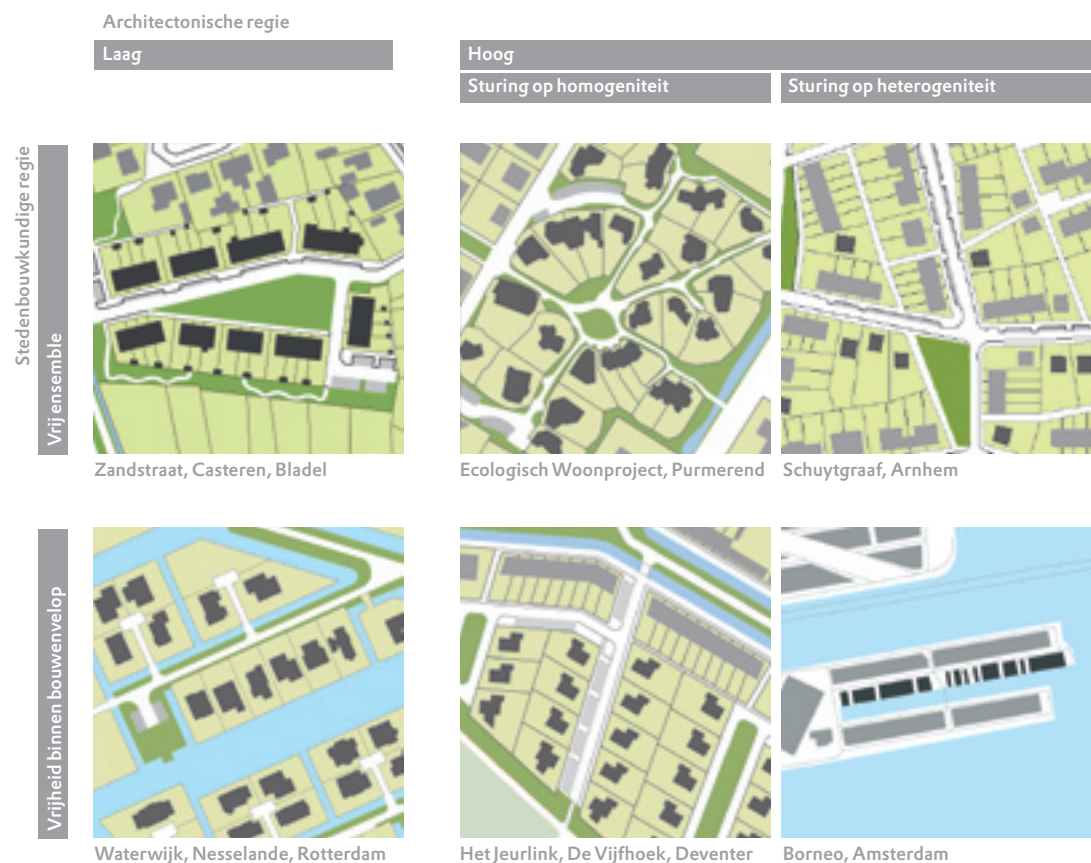 Architectonische regie
Laag
Hoog
Sturing op homogeniteit
Sturing op heterogeniteit
Stedenbouwkundige regie
Vrij ensemble
Zandstraat, Casteren, Bladel
Ecologisch Woonproject, Purmerend
Schuytgraaf, Arnhem
Vrijheid binnen bouwenvelop
Waterwijk, Nesselande, Rotterdam
Het Jeurlink, De Vijfhoek, Deventer
Borneo, Amsterdam